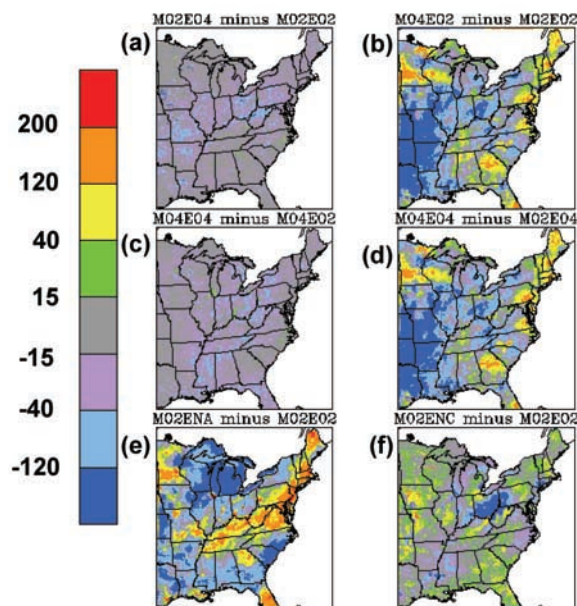 M02E04 minus M02E02
M04E02 minus M02E02
(a)
(b)
200
120
40
15
-15
-40
-120
M04E04 minus M04E02
M04E04 minus M02E04
(c)
(d)
M02ENA minus M02E02
M02ENC minus M02E02
(e)
(f)